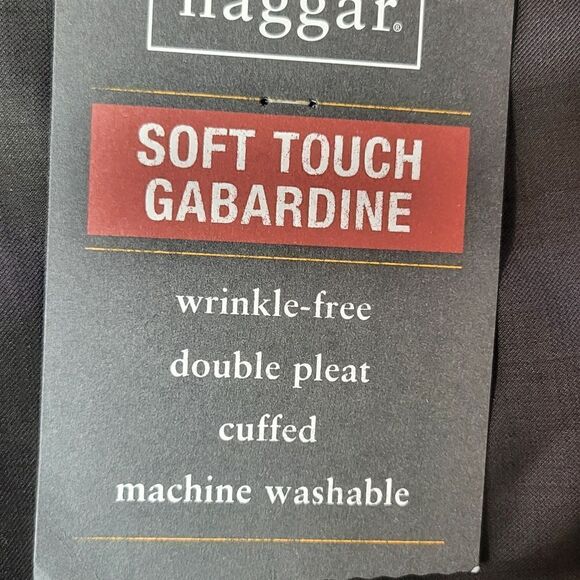 haggar®
SOFT TOUCH
GABARDINE
wrinkle-free
double pleat
cuffed
machine washable